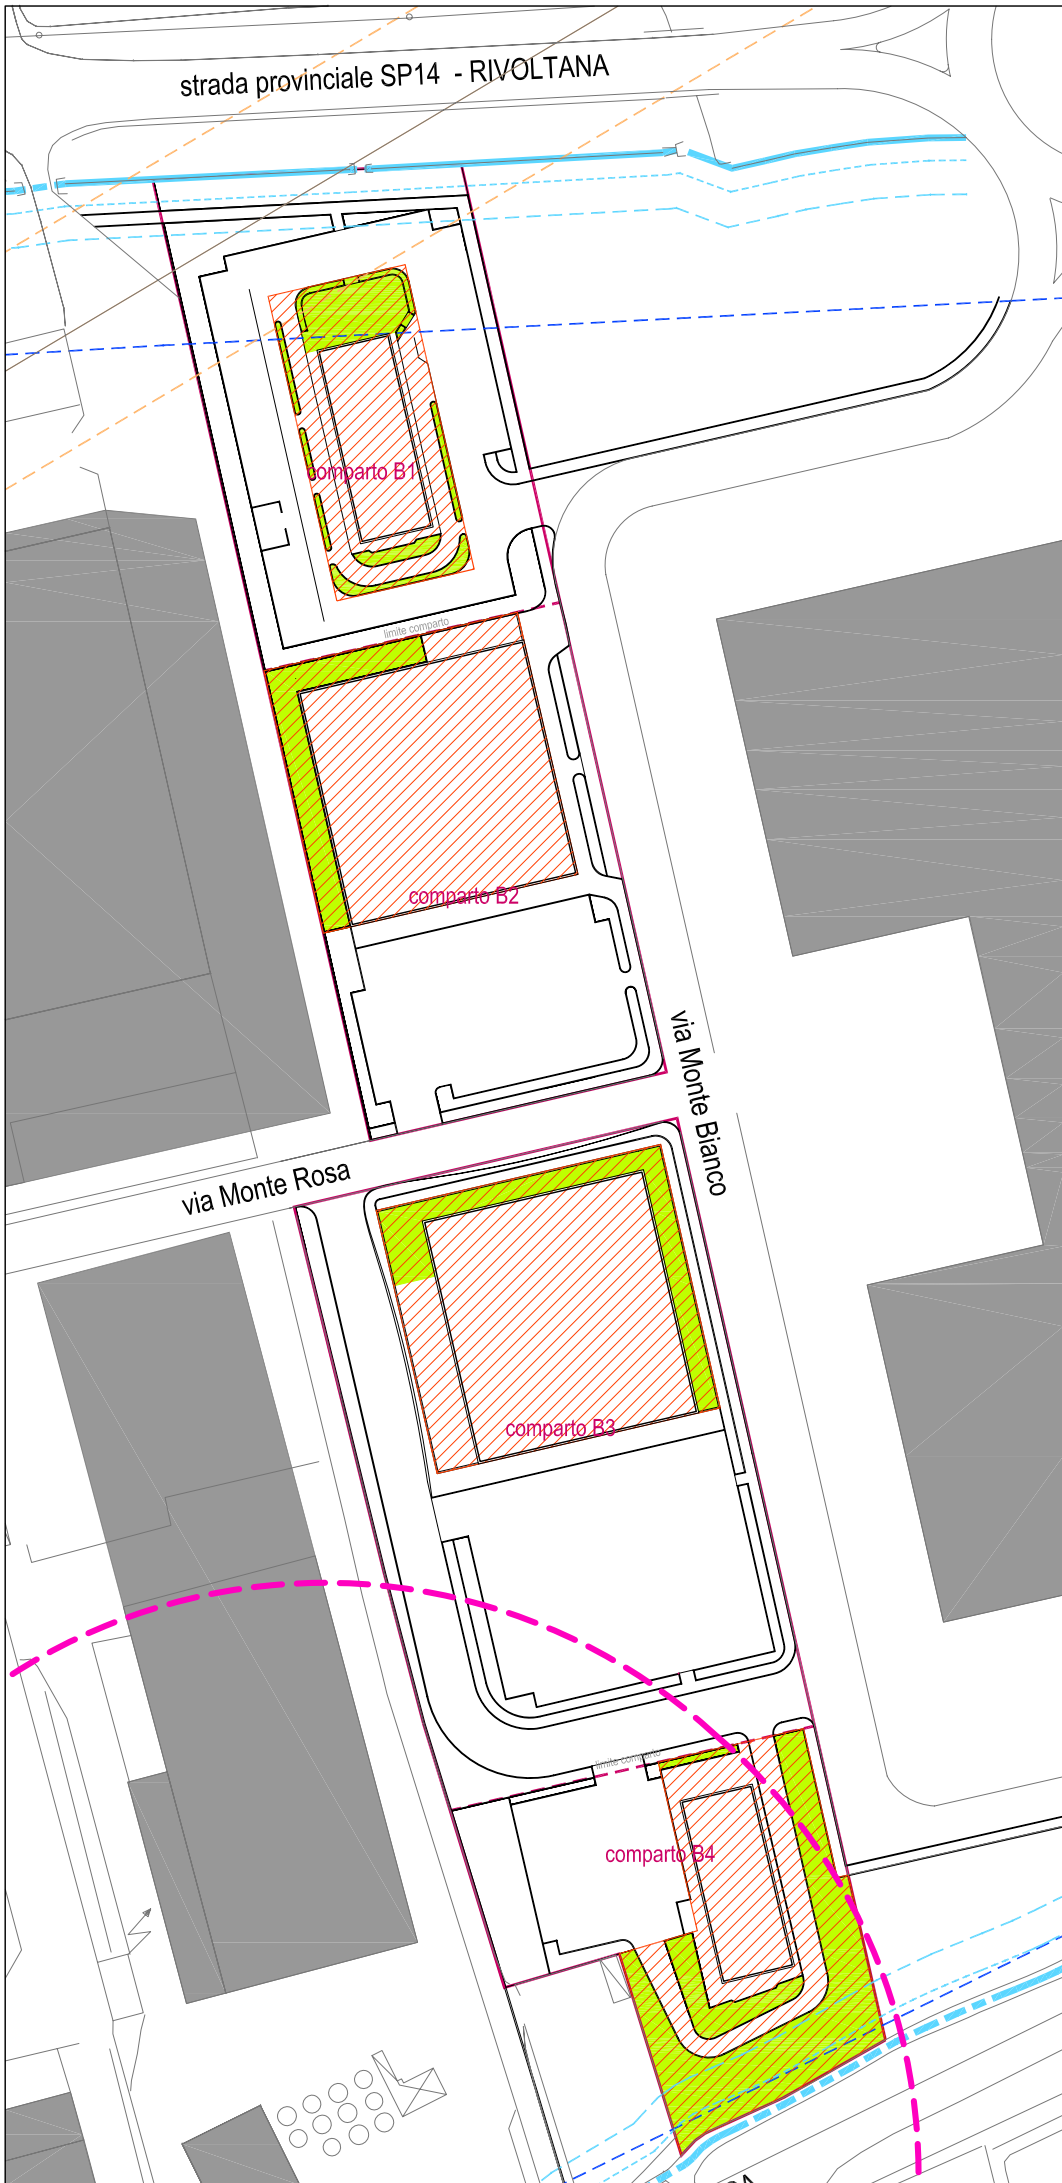 strada provinciale SP14 - RIVOLTANA
comparto B1
limite comparto
comparto B2
via Monte Bianco
via Monte Rosa
comparto B3
limite comparto
comparto B4